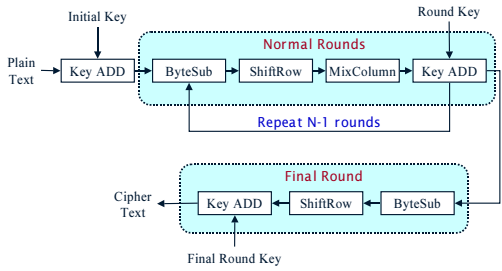 Initial Key
Round Key
Normal Rounds
Plain
Text
Key ADD
ByteSub
ShiftRow
MixColumn
Key ADD
Repeat N-1 rounds
Final Round
Cipher
Text
Key ADD
ShiftRow
ByteSub
Final Round Key